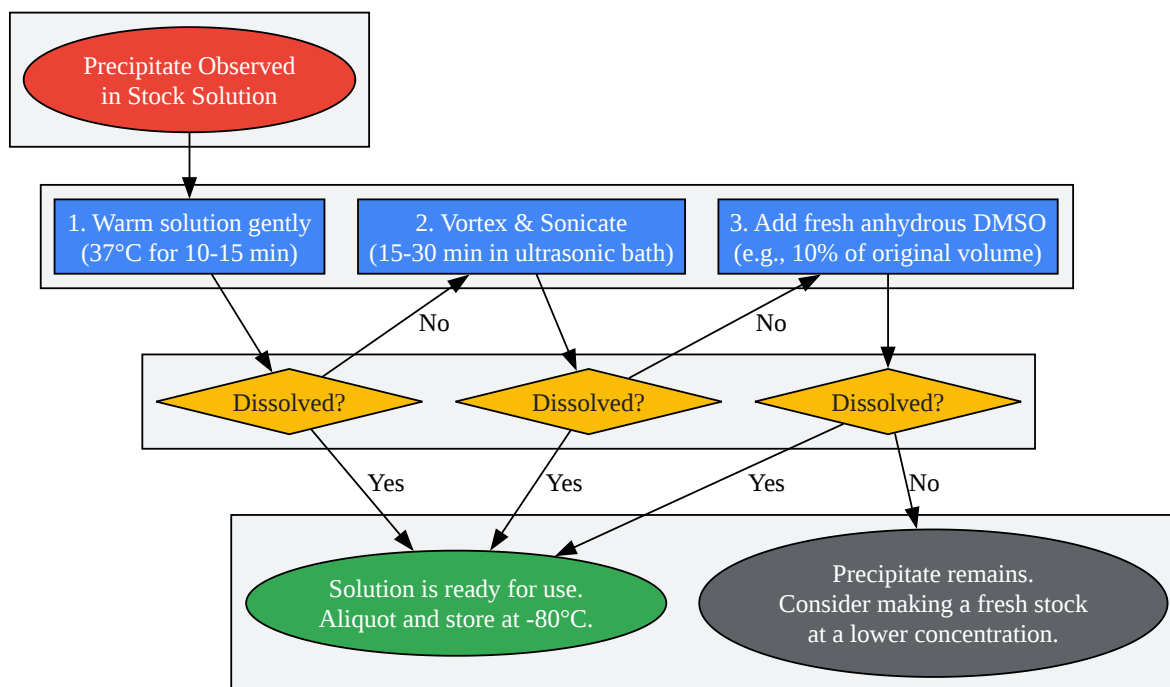 Precipitate Observed
in Stock Solution
1. Warm solution gently
(37°C for 10-15 min)
2. Vortex & Sonicate
(15-30 min in ultrasonic bath)
3. Add fresh anhydrous DMSO
(e.g., 10% of original volume)
No
No
Dissolved?
Dissolved?
Dissolved?
Yes
Yes
Yes
No
Solution is ready for use.
Aliquot and store at -80°C.
Precipitate remains.
Consider making a fresh stock
at a lower concentration.